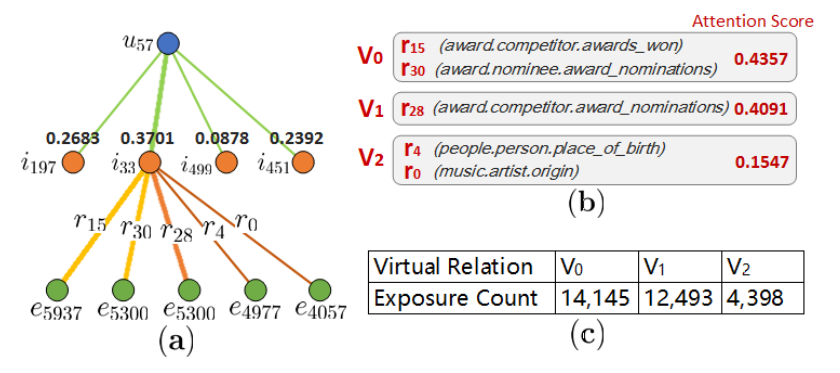 u57
0.2683 0.3701 0.0878 0.2392
i197 i33 i499 i451
r15 r30 r28 r4 r0
e5937 e5300 e5300 e4977 e4057
(a)
Attention Score
V0 r15 (award.competitor.awards_won)
r30 (award.nominee.award_nominations) 0.4357
V1 r28 (award.competitor.award_nominations) 0.4091
V2 r4 (people.person.place_of_birth)
r0 (music.artist.origin) 0.1547
(b)
Virtual Relation V0 V1 V2
Exposure Count 14,145 12,493 4,398
(c)